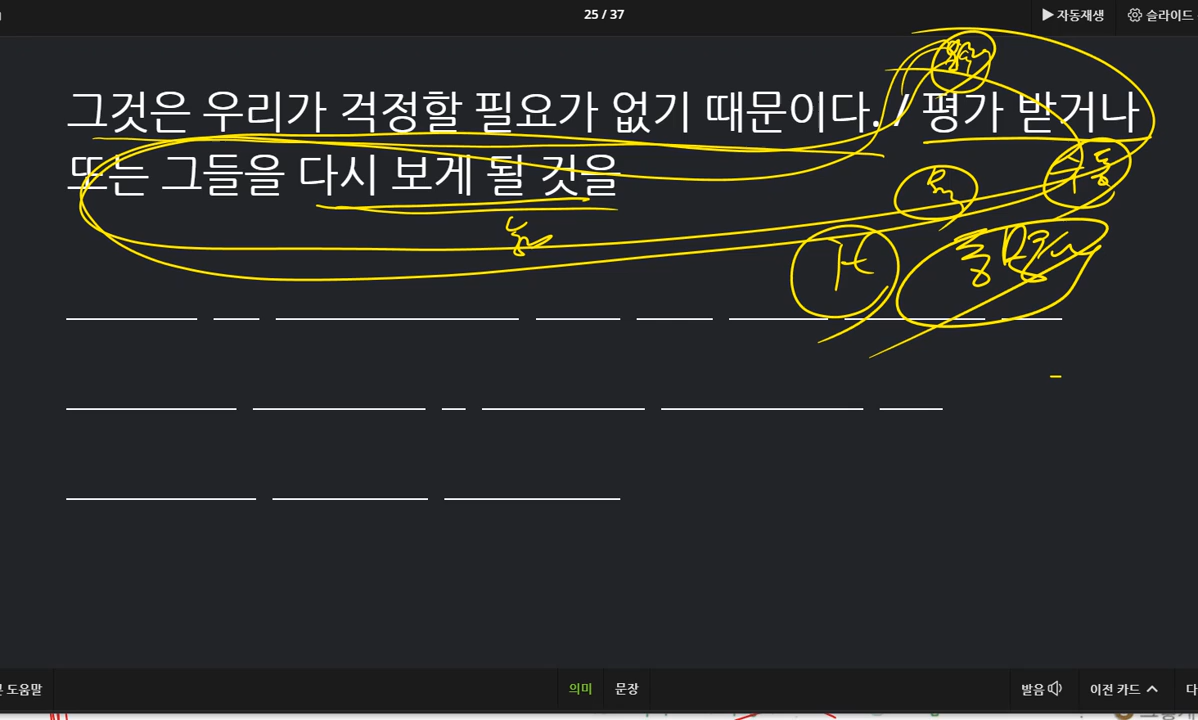 25 / 37
▶ 자동재생
슬라이드
그것은 우리가 걱정할 필요가 없기 때문이다. / 평가 받거나
또는 그들을 다시 보게 될 것을
수동
도움말
의미
문장
발음
이전 카드
다